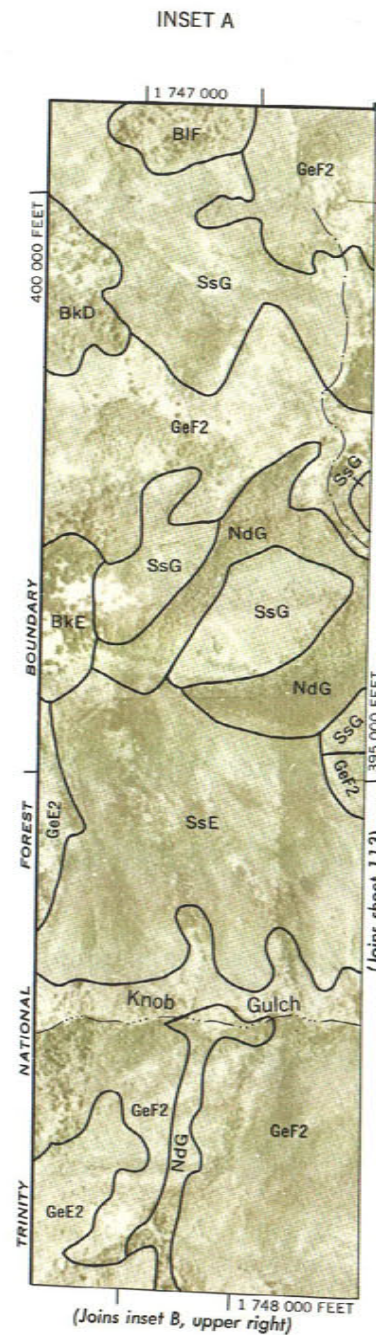 INSET A
1 747 000
BlF
GeF2
400 000 FEET
SsG
BkD
GeF2
SsG
NdG
SsG
SsG
BkE
NdG
SsG
395 000 FEET
GeF2
GeE2
SsE
(Joins sheet 112)
Knob Gulch
GeF2
GeF2
NdG
GeE2
TRINITY NATIONAL FOREST BOUNDARY
1 748 000 FEET
(Joins inset B, upper right)